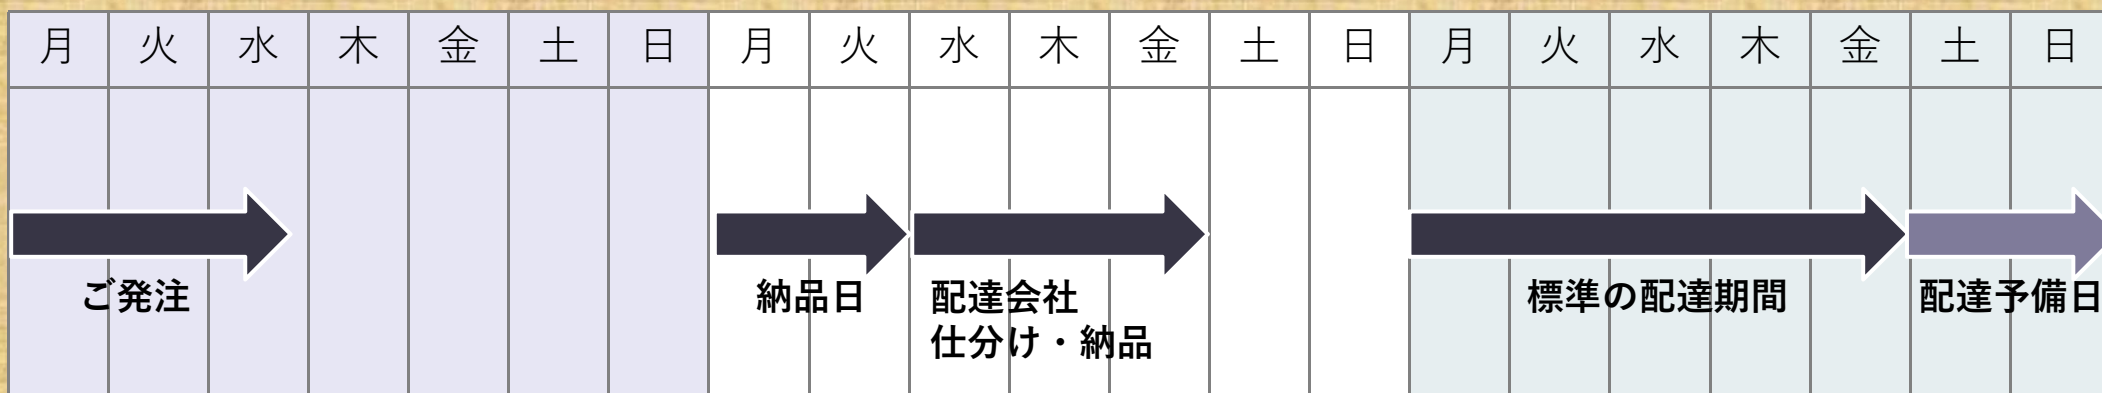 月 火 水 木 金 土 日 月 火 水 木 金 土 日 月 火 水 木 金 土 日
ご発注
納品日
配達会社
仕分け・納品
標準の配達期間
配達予備日